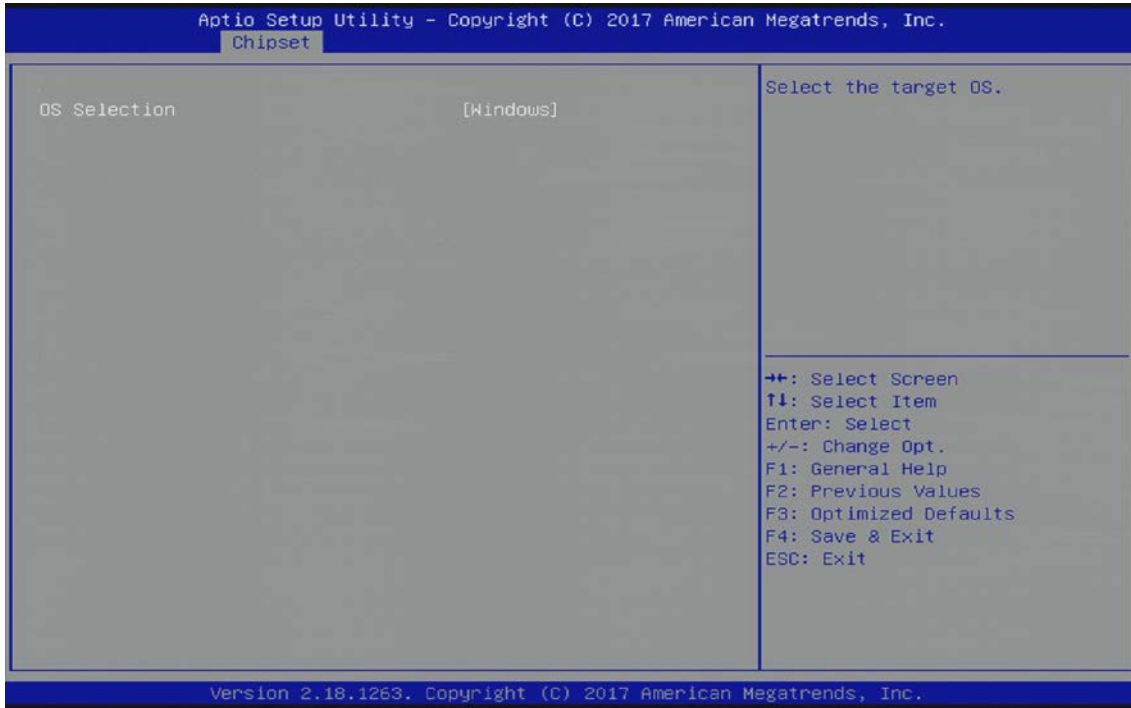 Aptio Setup Utility – Copyright (C) 2017 American Megatrends, Inc.
Chipset
OS Selection [Windows]
Select the target OS.
→←: Select Screen
↑↓: Select Item
Enter: Select
+/-: Change Opt.
F1: General Help
F2: Previous Values
F3: Optimized Defaults
F4: Save & Exit
ESC: Exit
Version 2.18.1263. Copyright (C) 2017 American Megatrends, Inc.